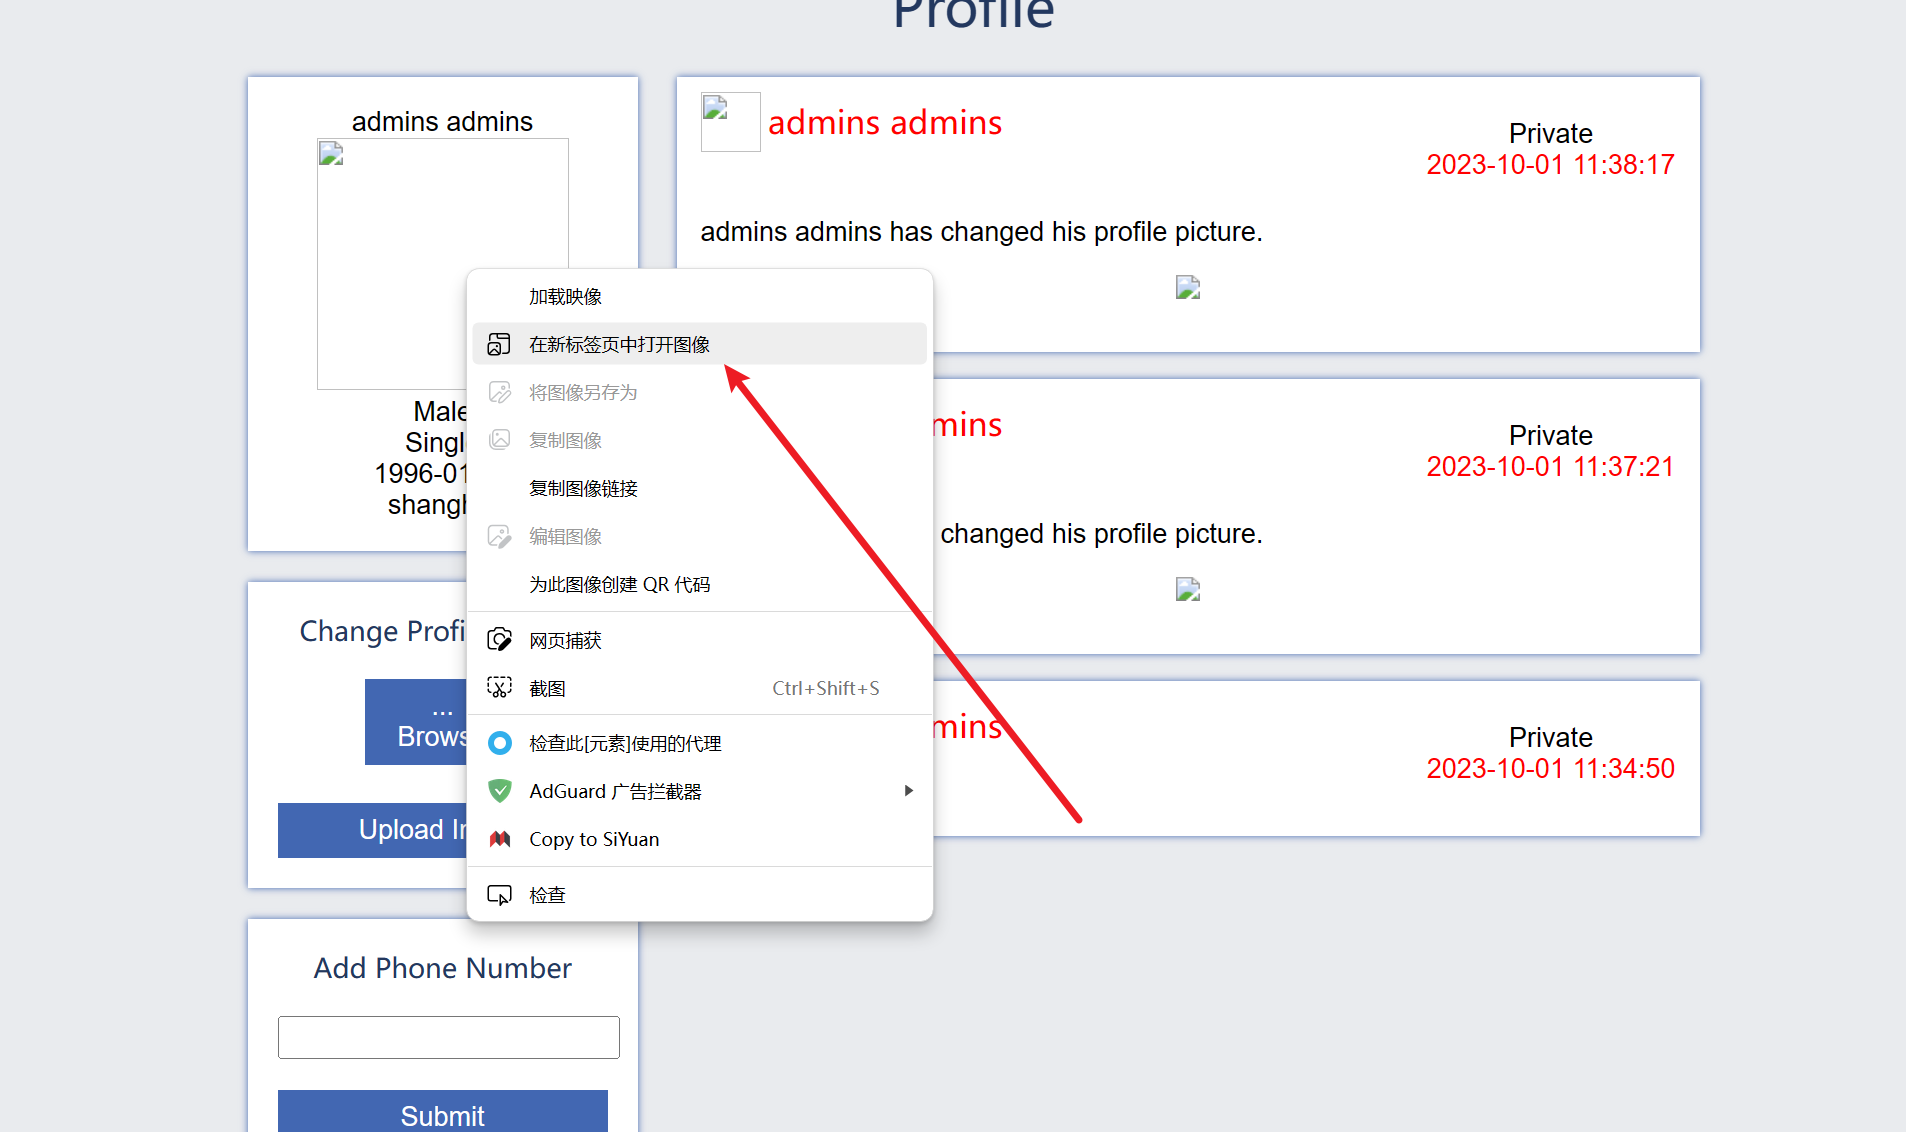 Profile
admins admins
Male
Singl
1996-01
shangh
Change Profi
...
Brows
Upload Im
Add Phone Number
Submit
加载映像
在新标签页中打开图像
将图像另存为
复制图像
复制图像链接
编辑图像
为此图像创建 QR 代码
网页捕获
截图 Ctrl+Shift+S
检查此[元素]使用的代理
AdGuard 广告拦截器
Copy to SiYuan
检查
admins admins
Private
2023-10-01 11:38:17
admins admins has changed his profile picture.
mins
Private
2023-10-01 11:37:21
changed his profile picture.
mins
Private
2023-10-01 11:34:50